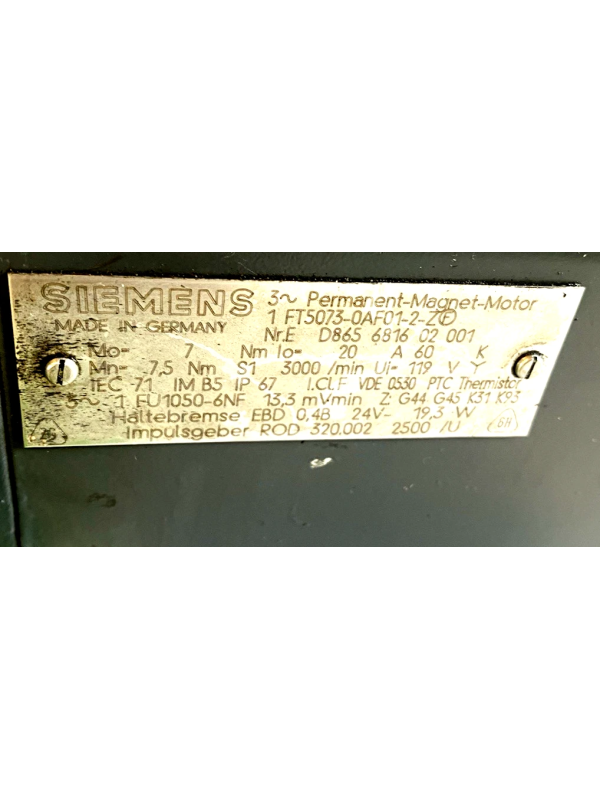 SIEMENS
3~ Permanent-Magnet-Motor
MADE IN GERMANY
1 FT5073-0AF01-2-Z
Nr.E D865 6816 02 001
Mo- 7 Nm Io- 20 A 60 K
Mn- 7,5 Nm S1 3000 /min Ui- 119 V Y
IEC 71 IM B5 IP 67 I.Cl.F VDE 0530 PTC Thermistor
~ 1 FU1050-6NF 13,3 mVmin Z: G44 G45 K31 K93
Haltebremse EBD 0,4B 24V- 19,3 W
Impulsgeber ROD 320.002 2500 /U